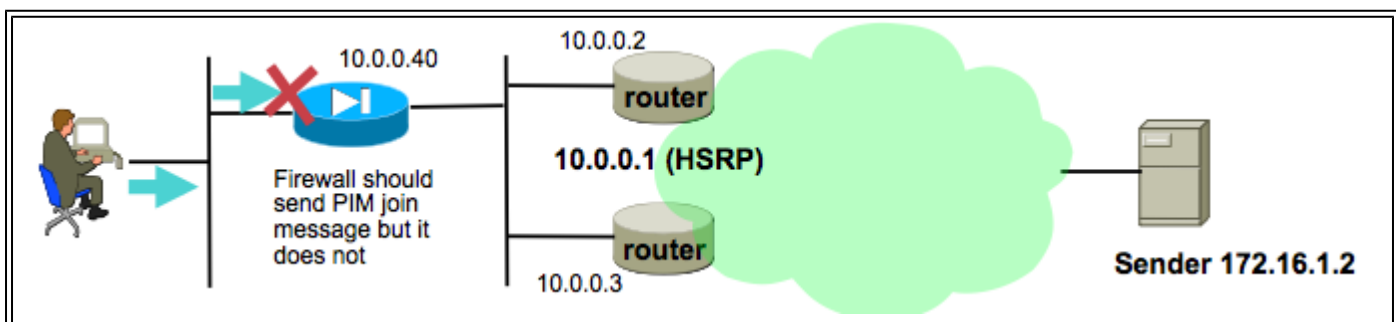 10.0.0.40
Firewall should
send PIM join
message but it
does not
10.0.0.2
router
10.0.0.1 (HSRP)
router
10.0.0.3
Sender 172.16.1.2